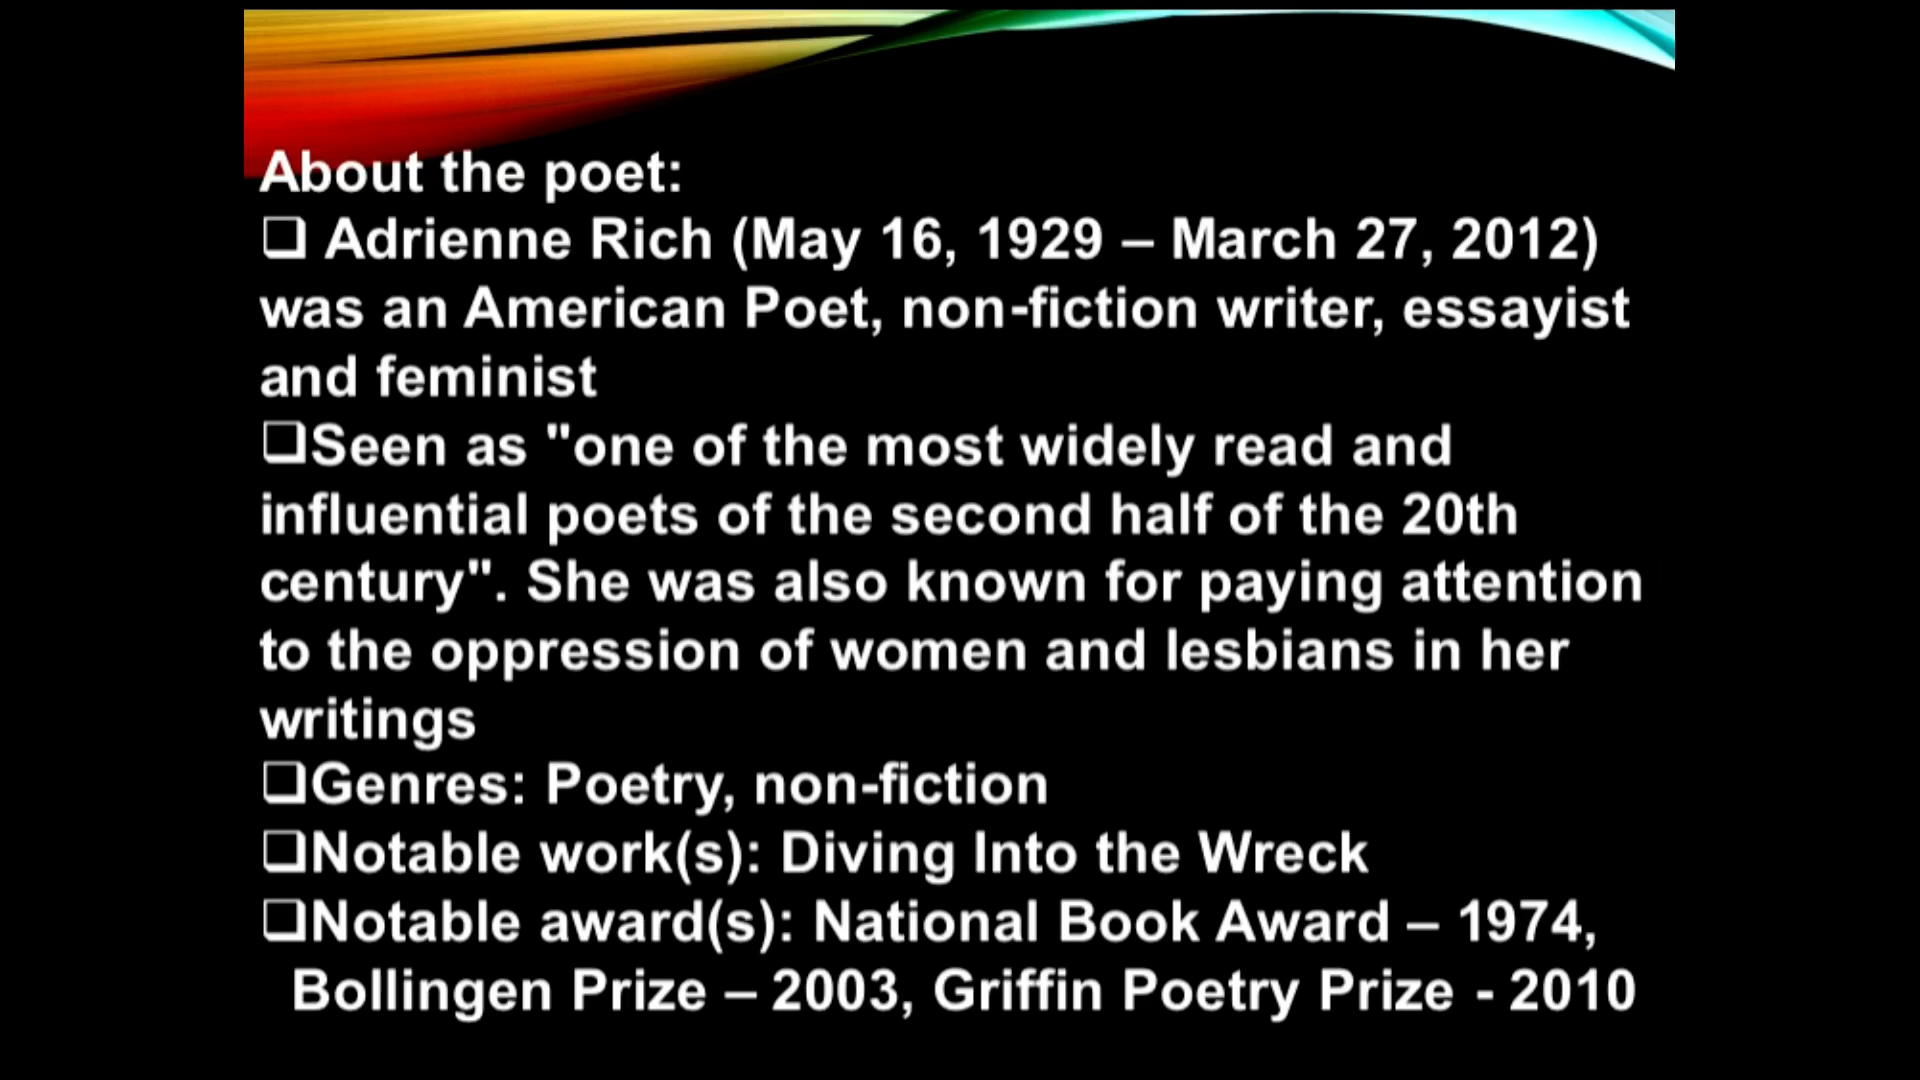 About the poet:
❑ Adrienne Rich (May 16, 1929 – March 27, 2012)
was an American Poet, non-fiction writer, essayist
and feminist
❑Seen as "one of the most widely read and
influential poets of the second half of the 20th
century". She was also known for paying attention
to the oppression of women and lesbians in her
writings
❑Genres: Poetry, non-fiction
❑Notable work(s): Diving Into the Wreck
❑Notable award(s): National Book Award – 1974,
Bollingen Prize – 2003, Griffin Poetry Prize - 2010